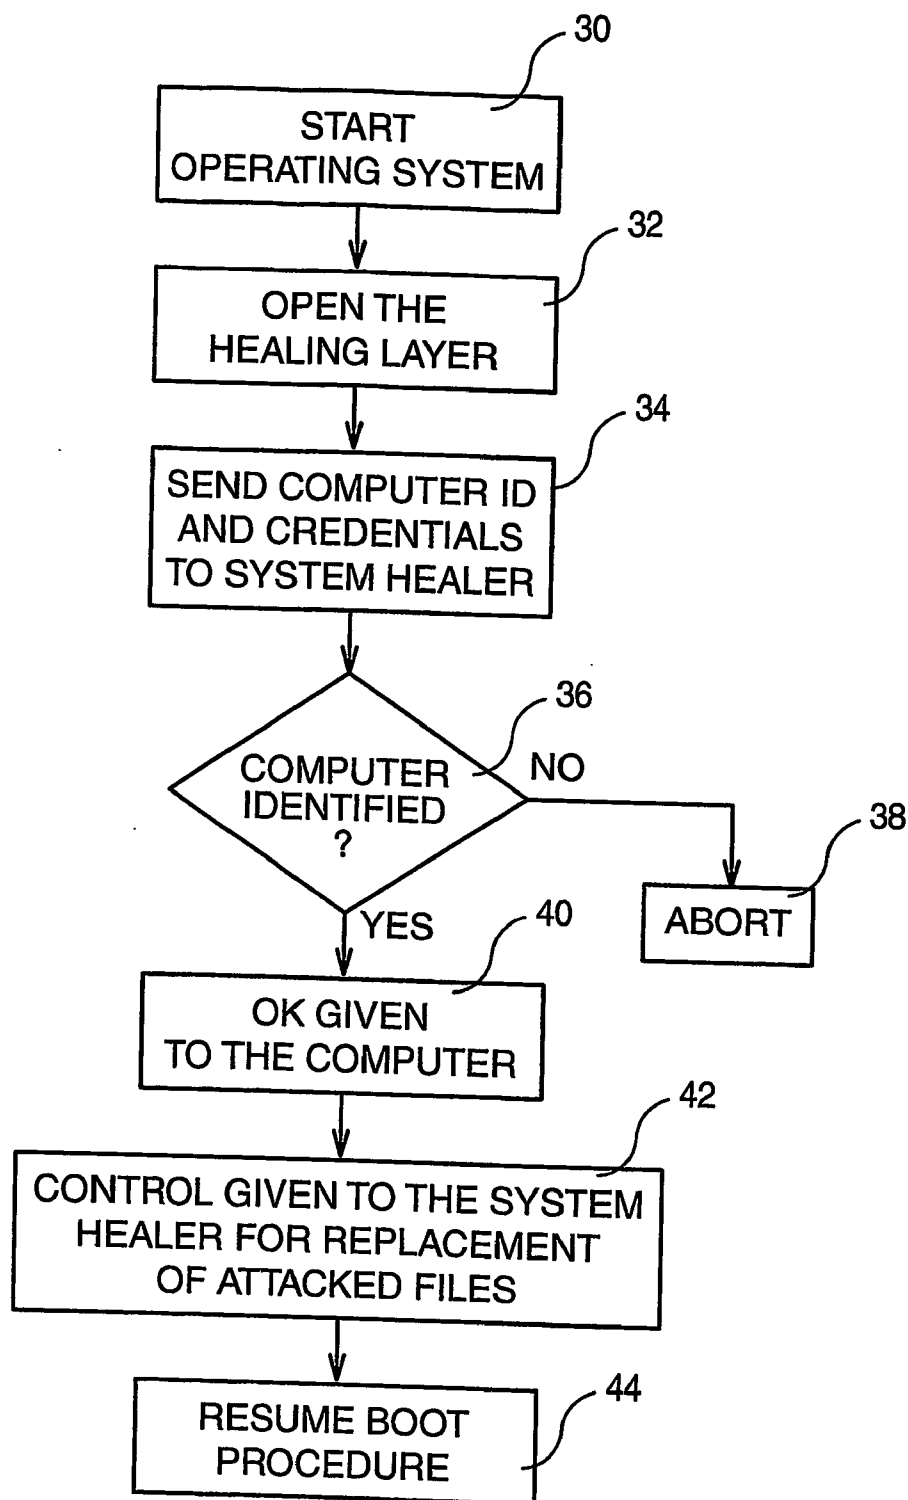 30
START
OPERATING SYSTEM
32
OPEN THE
HEALING LAYER
34
SEND COMPUTER ID
AND CREDENTIALS
TO SYSTEM HEALER
36
COMPUTER
IDENTIFIED
?
NO
38
ABORT
YES
40
OK GIVEN
TO THE COMPUTER
42
CONTROL GIVEN TO THE SYSTEM
HEALER FOR REPLACEMENT
OF ATTACKED FILES
44
RESUME BOOT
PROCEDURE